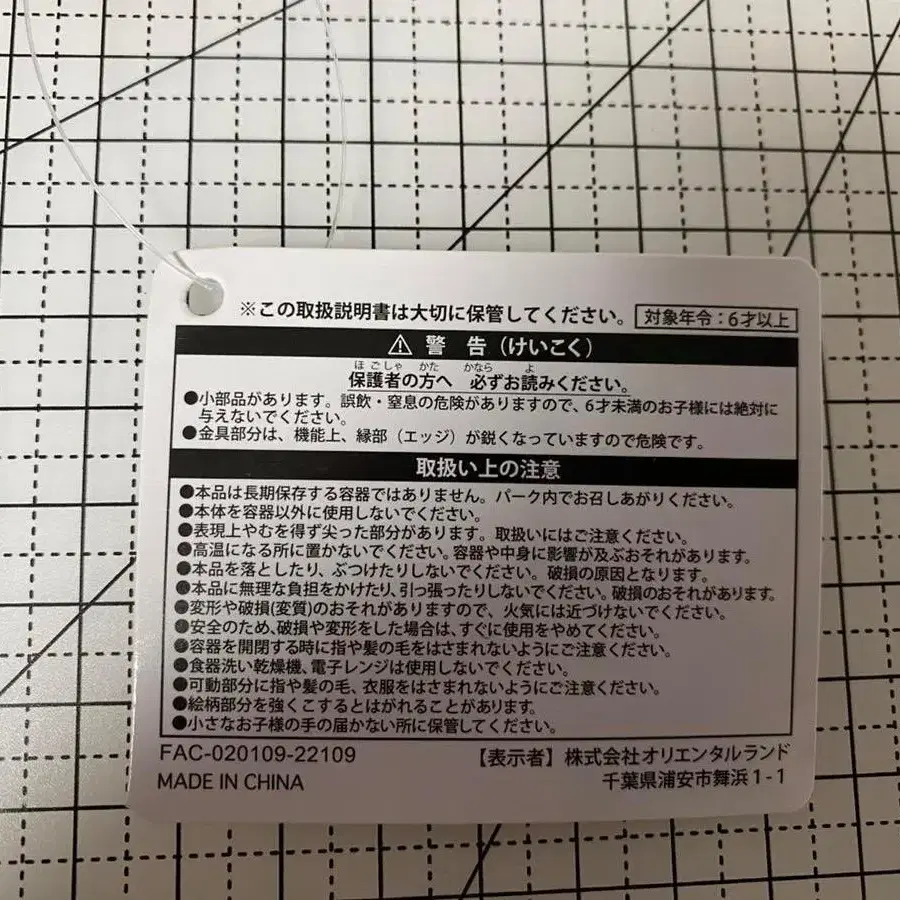 ※この取扱説明書は大切に保管してください。 対象年令：6才以上
⚠ 警 告（けいこく）
ほごしゃ かた かなら よ
保護者の方へ 必ずお読みください。
●小部品があります。誤飲・窒息の危険がありますので、6才未満のお子様には絶対に
与えないでください。
●金具部分は、機能上、縁部（エッジ）が鋭くなっていますので危険です。
取扱い上の注意
●本品は長期保存する容器ではありません。パーク内でお召しあがりください。
●本体を容器以外に使用しないでください。
●表現上やむを得ず尖った部分があります。取扱いにはご注意ください。
●高温になる所に置かないでください。容器や中身に影響が及ぶおそれがあります。
●本品を落としたり、ぶつけたりしないでください。破損の原因となります。
●本品に無理な負担をかけたり、引っ張ったりしないでください。破損のおそれがあります。
●変形や破損(変質)のおそれがありますので、火気には近づけないでください。
●安全のため、破損や変形をした場合は、すぐに使用をやめてください。
●容器を開閉する時に指や髪の毛をはさまれないようにご注意ください。
●食器洗い乾燥機、電子レンジは使用しないでください。
●可動部分に指や髪の毛、衣服をはさまれないようにご注意ください。
●絵柄部分を強くこするとはがれることがあります。
●小さなお子様の手の届かない所に保管してください。
FAC-020109-22109 【表示者】株式会社オリエンタルランド
MADE IN CHINA 千葉県浦安市舞浜1-1